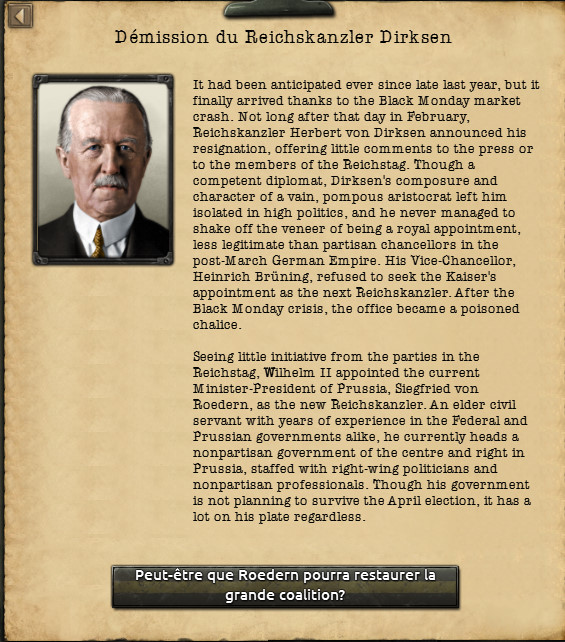 Démission du Reichskanzler Dirksen
It had been anticipated ever since late last year, but it
finally arrived thanks to the Black Monday market
crash. Not long after that day in February,
Reichskanzler Herbert von Dirksen announced his
resignation, offering little comments to the press or
to the members of the Reichstag. Though a
competent diplomat, Dirksen's composure and
character of a vain, pompous aristocrat left him
isolated in high politics, and he never managed to
shake off the veneer of being a royal appointment,
less legitimate than partisan chancellors in the
post-March German Empire. His Vice-Chancellor,
Heinrich Brüning, refused to seek the Kaiser's
appointment as the next Reichskanzler. After the
Black Monday crisis, the office became a poisoned
chalice.
Seeing little initiative from the parties in the
Reichstag, Wilhelm II appointed the current
Minister-President of Prussia, Siegfried von
Roedern, as the new Reichskanzler. An elder civil
servant with years of experience in the Federal and
Prussian governments alike, he currently heads a
nonpartisan government of the centre and right in
Prussia, staffed with right-wing politicians and
nonpartisan professionals. Though his government
is not planning to survive the April election, it has a
lot on his plate regardless.
Peut-être que Roedern pourra restaurer la
grande coalition?